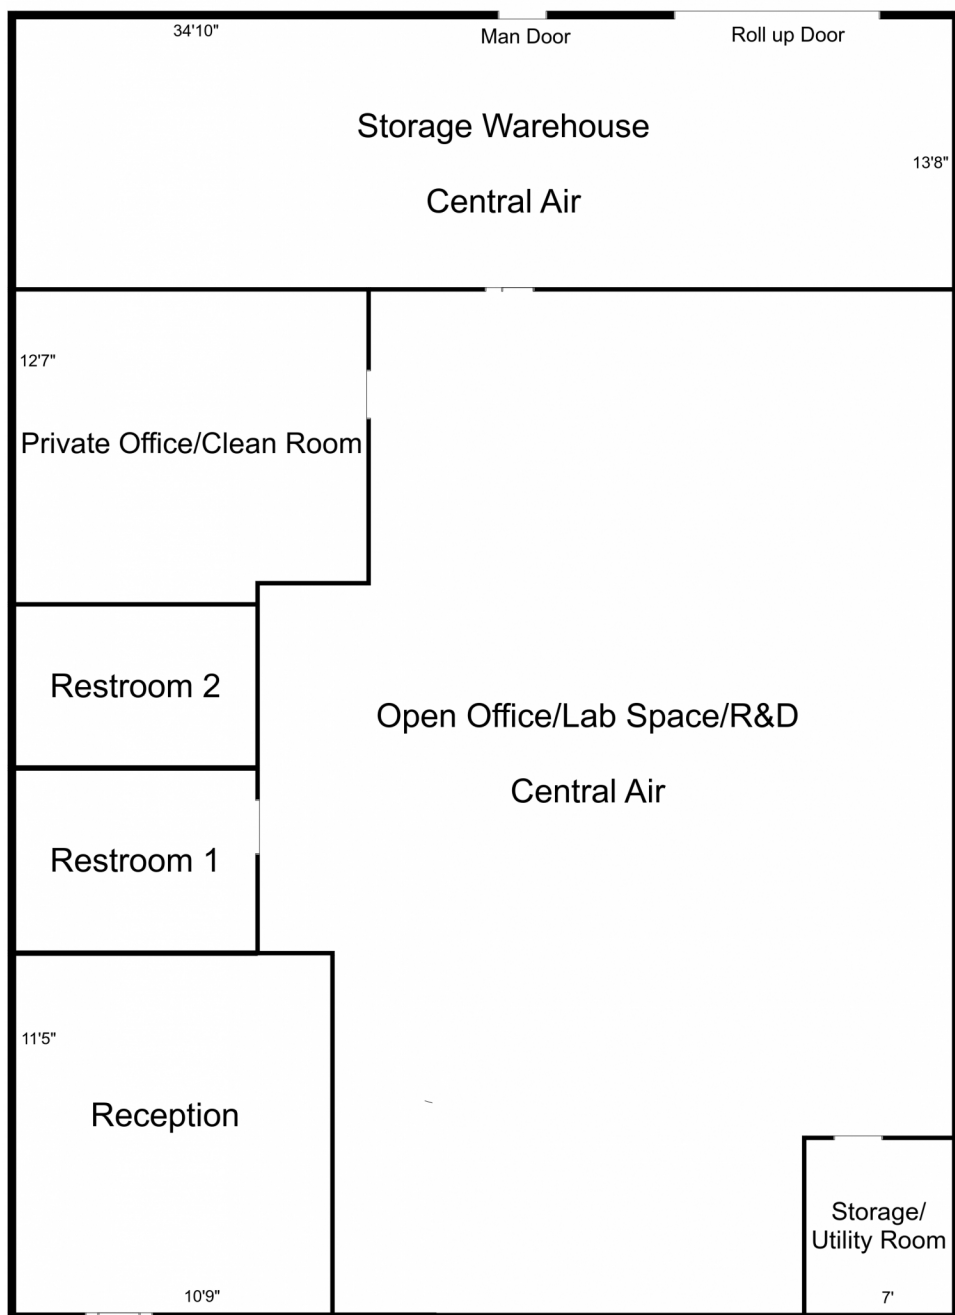 34'10"
Man Door
Roll up Door
Storage Warehouse
13'8"
Central Air
12'7"
Private Office/Clean Room
Restroom 2
Open Office/Lab Space/R&D
Central Air
Restroom 1
11'5"
Reception
Storage/
Utility Room
10'9"
7'